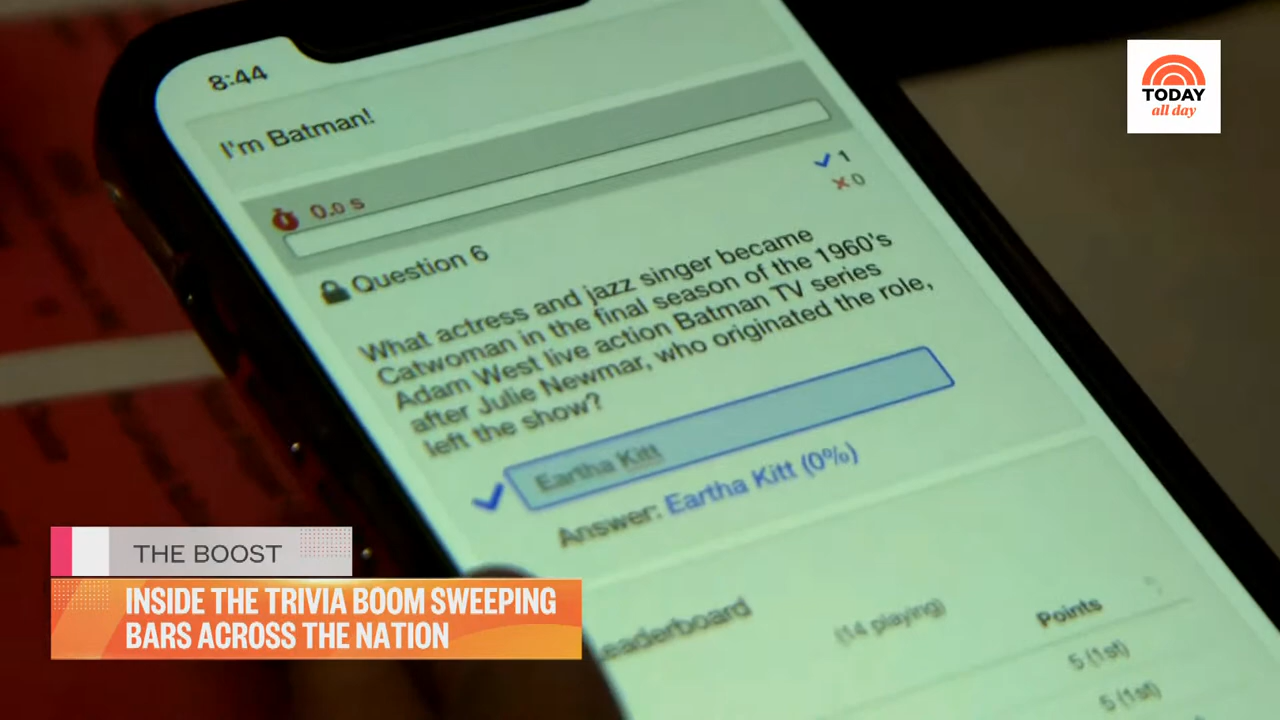 8:44
I'm Batman!
0.0 s
1
0
Question 6
What actress and jazz singer became
Catwoman in the final season of the 1960's
Adam West live action Batman TV series
after Julie Newmar, who originated the role,
left the show?
Eartha Kitt
Answer: Eartha Kitt (0%)
eaderboard
(14 playing)
Points
5 (1st)
5 (1st)
TODAY
all day
THE BOOST
INSIDE THE TRIVIA BOOM SWEEPING
BARS ACROSS THE NATION